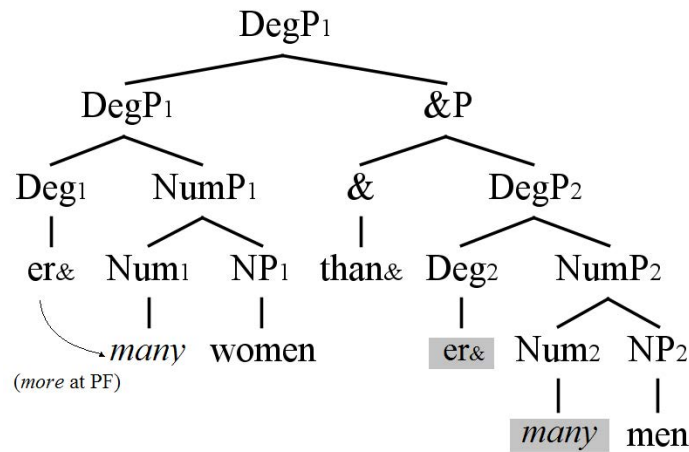 DegP1
DegP1 &P
Deg1 NumP1 & DegP2
er& Num1 NP1 than& Deg2 NumP2
many women er& Num2 NP2
(more at PF)
many men